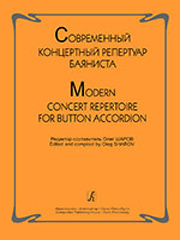 Современный
концертный репертуар
баяниста
Modern
concert repertoire
for button accordion
Редактор-составитель Олег Шаров
Edited and compiled by Oleg Sharov